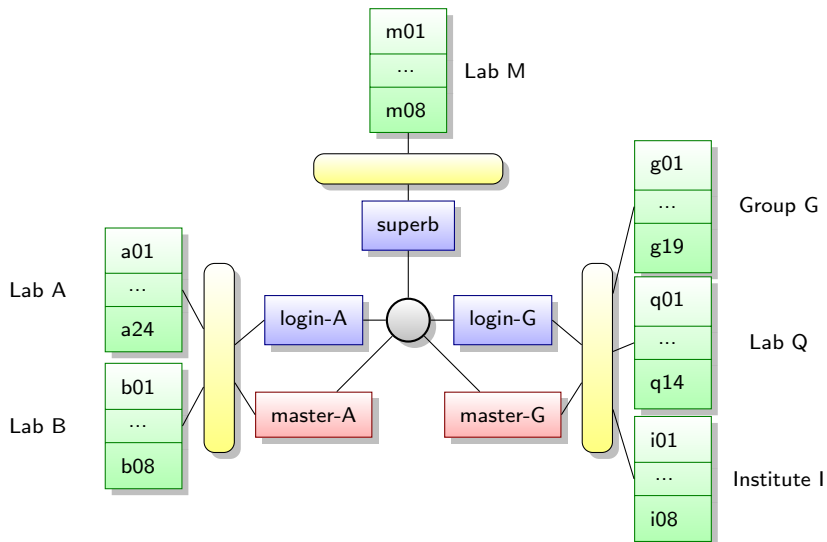 m01
...
m08
Lab M
superb
g01
...
g19
Group G
a01
...
a24
Lab A
login-A
login-G
q01
...
q14
Lab Q
b01
...
b08
Lab B
master-A
master-G
i01
...
i08
Institute I